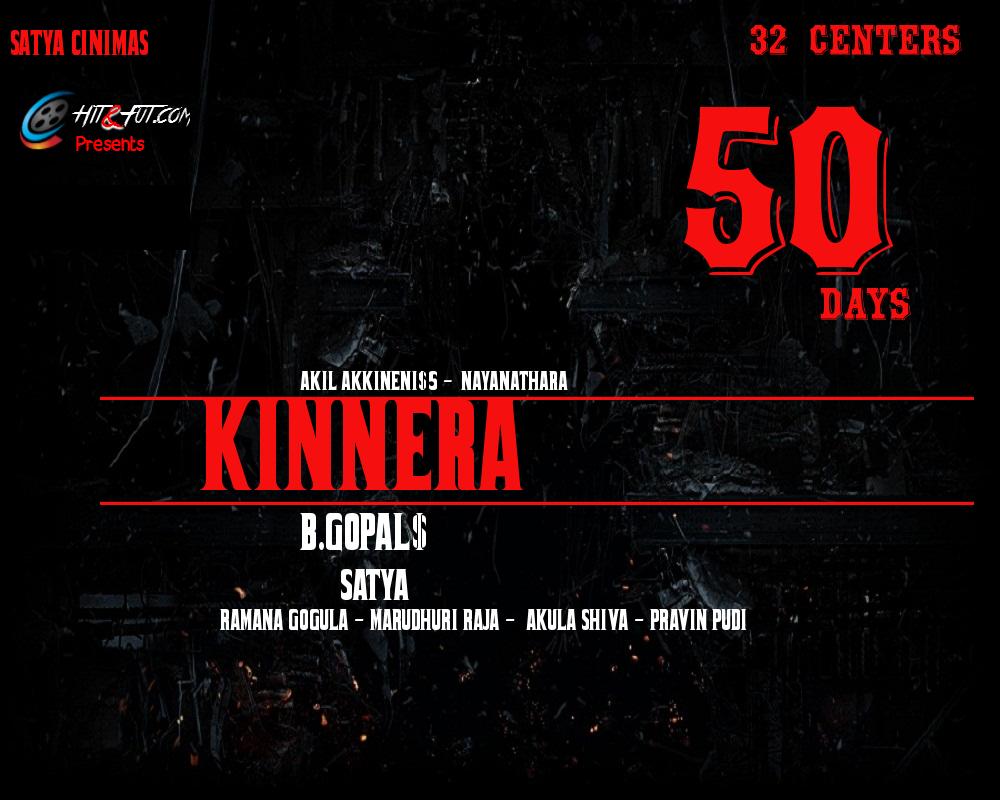 SATYA CINIMAS
32 CENTERS
HIT&FUT.COM
Presents
50
DAYS
AKIL AKKINENI$S - NAYANATHARA
KINNERA
B.GOPAL$
SATYA
RAMANA GOGULA - MARUDHURI RAJA - AKULA SHIVA - PRAVIN PUDI